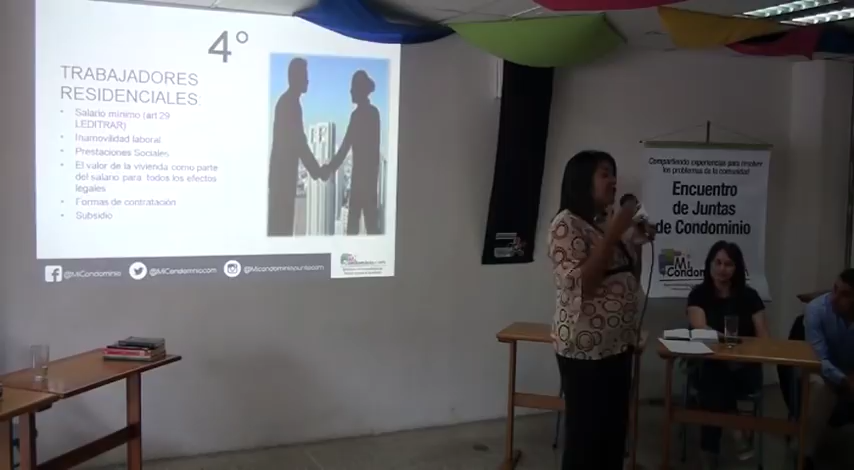 4°
TRABAJADORES
RESIDENCIALES:
• Salario mínimo (art 29
LEDITRAR)
• Inamovilidad laboral
• Prestaciones Sociales
• El valor de la vivienda como parte
del salario para todos los efectos
legales
• Formas de contratación
• Subsidio
@MiCondominio @MiCondominiocom @Micondominiopuntocom
Compartiendo experiencias para resolver
los problemas de la comunidad
Encuentro
de Juntas
de Condominio
Mi